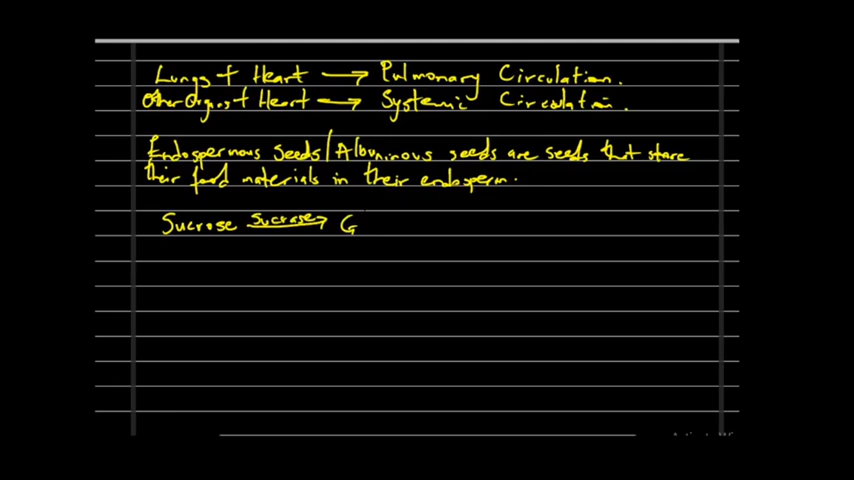 Lungs + Heart → Pulmonary Circulation.
Other Organs + Heart → Systemic Circulation.
Endospermous seeds/Albuminous seeds are seeds that store
their food materials in their endosperm.
Sucrose sucrase→ G